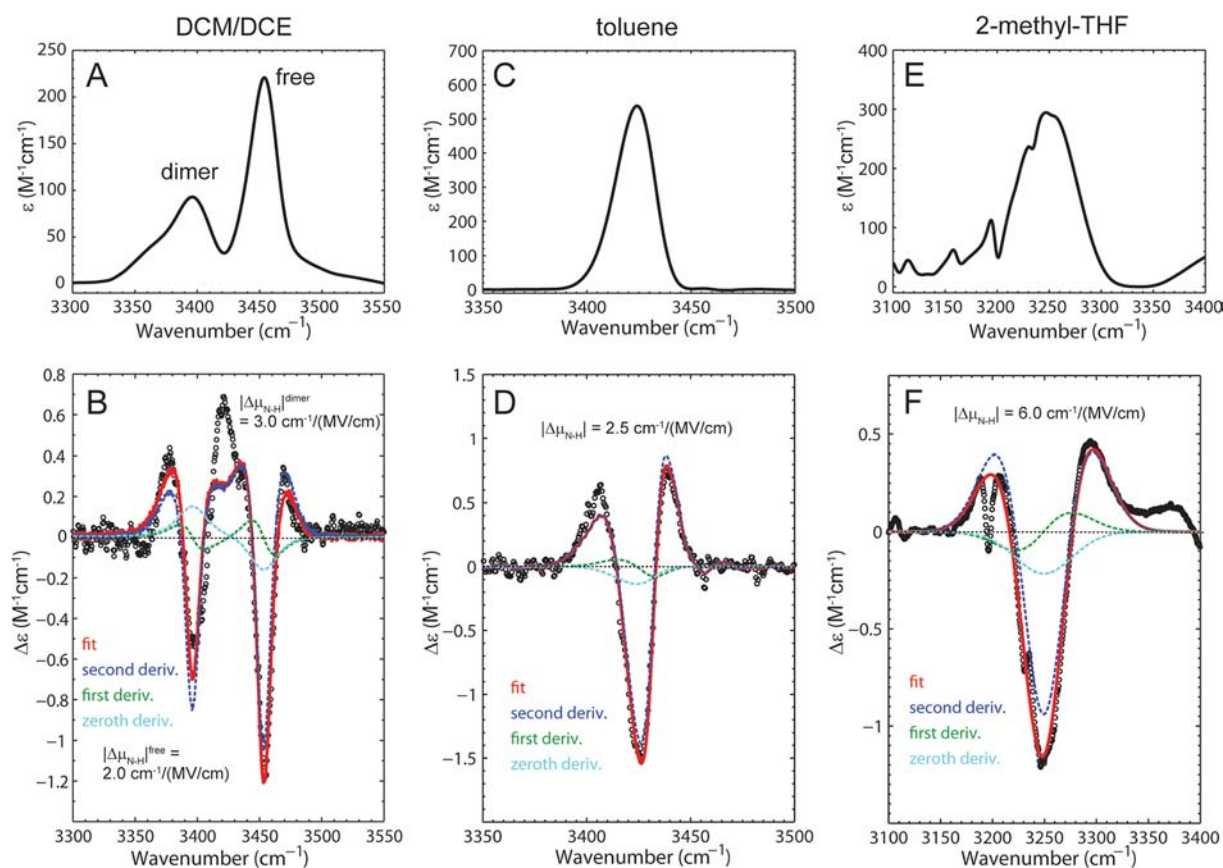 DCM/DCE
toluene
2-methyl-THF
A
250
200
150
100
50
0
ε (M⁻¹cm⁻¹)
dimer
free
3300 3400 3450 3500 3550
Wavenumber (cm⁻¹)
C
700
600
500
400
300
200
100
0
ε (M⁻¹cm⁻¹)
3350 3400 3450 3500
Wavenumber (cm⁻¹)
E
400
300
200
100
0
ε (M⁻¹cm⁻¹)
3100 3150 3200 3250 3300 3350 3400
Wavenumber (cm⁻¹)
B
0.8
0.6
0.4
0.2
0
−0.2
−0.4
−0.6
−0.8
−1
−1.2
Δε (M⁻¹cm⁻¹)
|ΔμN-H|dimer
= 3.0 cm⁻¹/(MV/cm)
fit
second deriv.
first deriv.
zeroth deriv.
|ΔμN-H|free =
2.0 cm⁻¹/(MV/cm)
3300 3400 3450 3500 3550
Wavenumber (cm⁻¹)
D
1.5
1
0.5
0
−0.5
−1
−1.5
Δε (M⁻¹cm⁻¹)
|ΔμN-H| = 2.5 cm⁻¹/(MV/cm)
fit
second deriv.
first deriv.
zeroth deriv.
3350 3400 3450 3500
Wavenumber (cm⁻¹)
F
0.5
0
−0.5
−1
Δε (M⁻¹cm⁻¹)
|ΔμN-H| = 6.0 cm⁻¹/(MV/cm)
fit
second deriv.
first deriv.
zeroth deriv.
3100 3150 3200 3250 3300 3350 3400
Wavenumber (cm⁻¹)